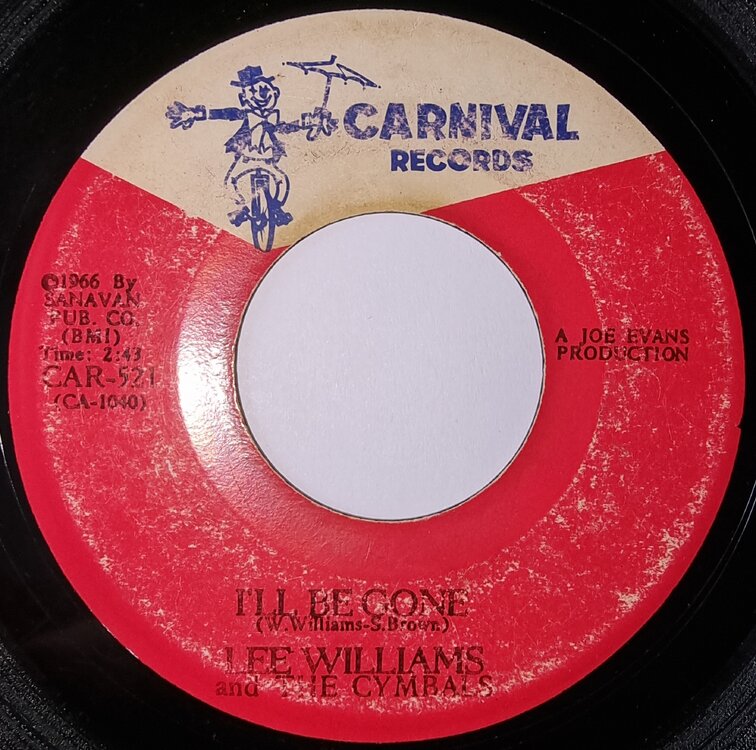 CARNIVAL
RECORDS
©1966 By
SANAVAN
PUB. CO.
(BMI)
Time: 2:43
CAR-521
(CA-1040)
A JOE EVANS
PRODUCTION
I'LL BE GONE
(W. Williams-S. Brown)
LEE WILLIAMS
and THE CYMBALS